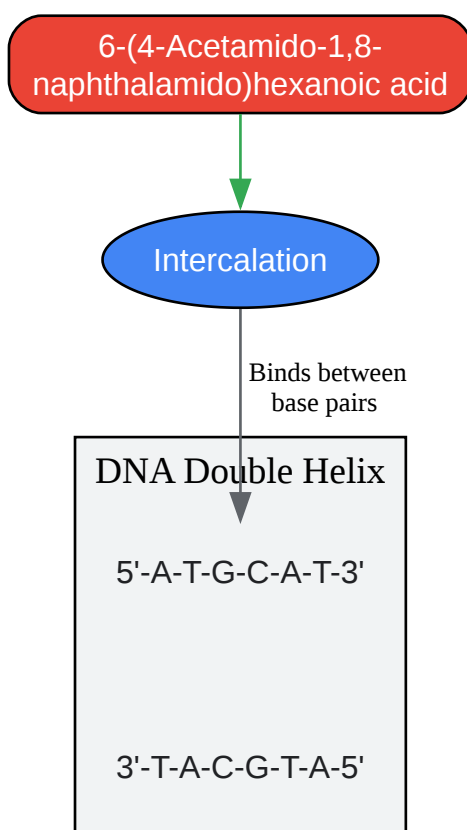 6-(4-Acetamido-1,8-
naphthalamido)hexanoic acid
Intercalation
Binds between
base pairs
DNA Double Helix
5'-A-T-G-C-A-T-3'
3'-T-A-C-G-T-A-5'